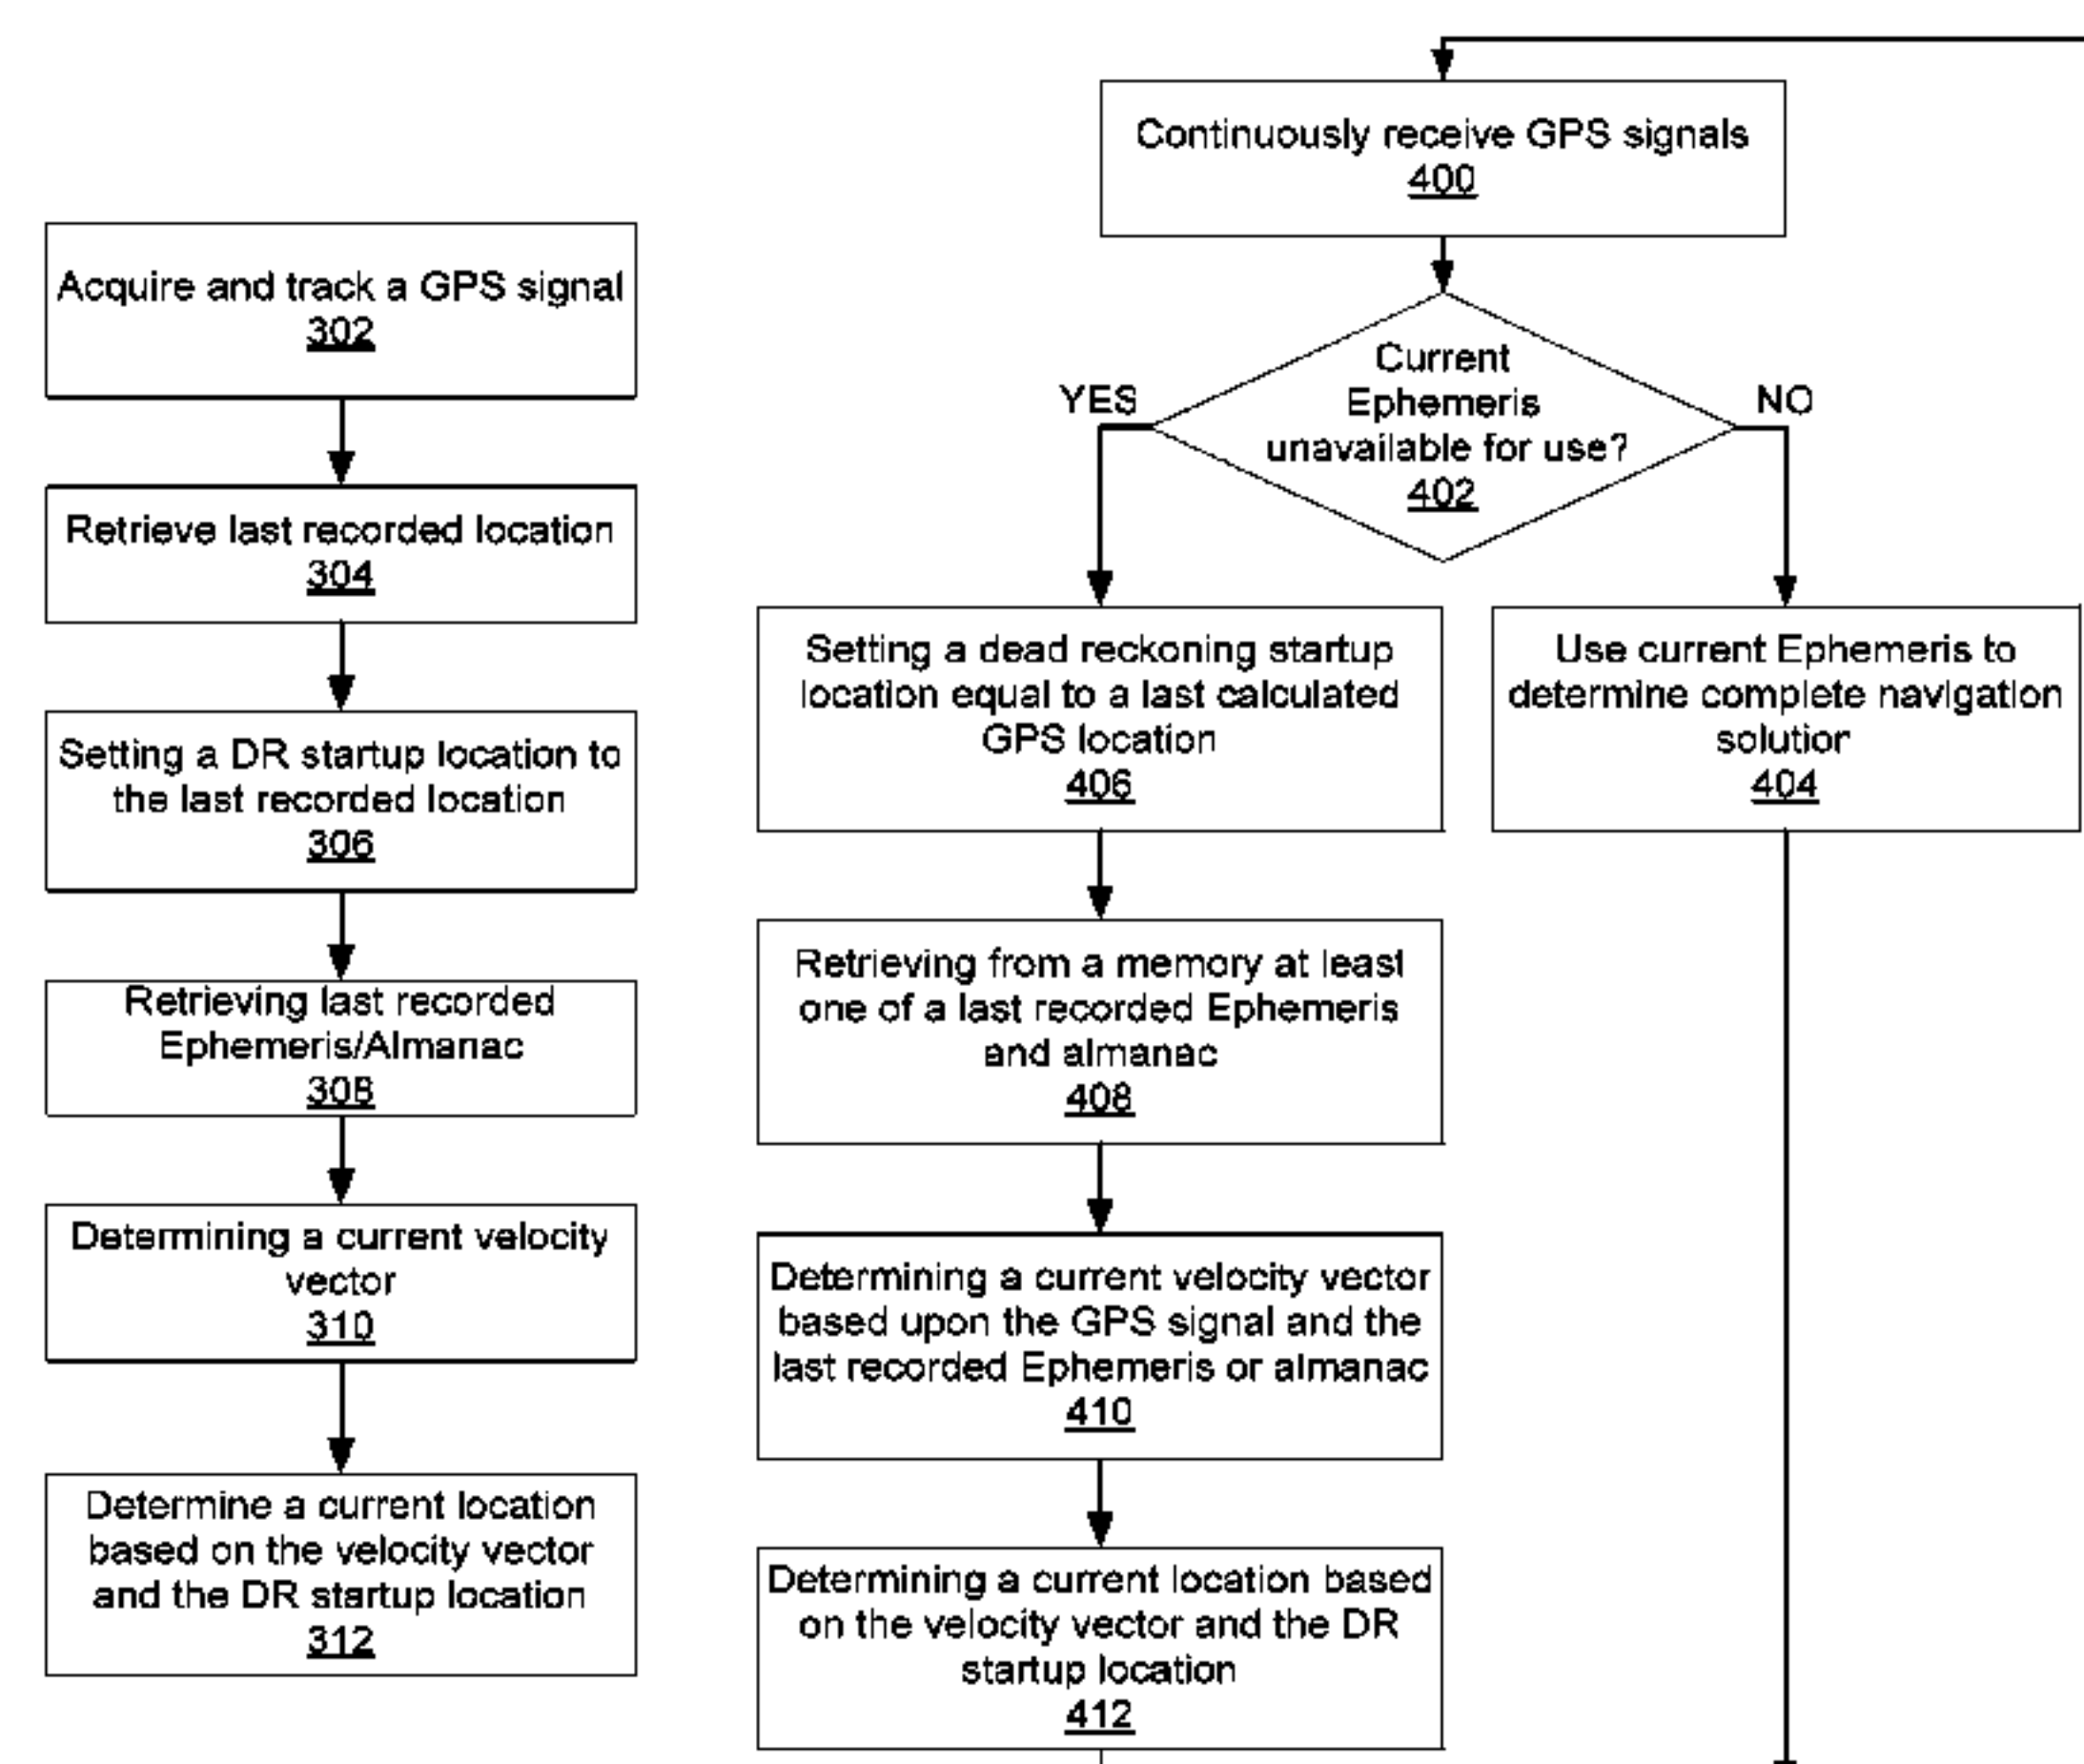 Acquire and track a GPS signal
302
Retrieve last recorded location
304
Setting a DR startup location to
the last recorded location
306
Retrieving last recorded
Ephemeris/Almanac
308
Determining a current velocity
vector
310
Determine a current location
based on the velocity vector
and the DR startup location
312
Continuously receive GPS signals
400
Current
Ephemeris
unavailable for use?
402
YES
NO
Setting a dead reckoning startup
location equal to a last calculated
GPS location
406
Use current Ephemeris to
determine complete navigation
solution
404
Retrieving from a memory at least
one of a last recorded Ephemeris
and almanac
408
Determining a current velocity vector
based upon the GPS signal and the
last recorded Ephemeris or almanac
410
Determining a current location based
on the velocity vector and the DR
startup location
412